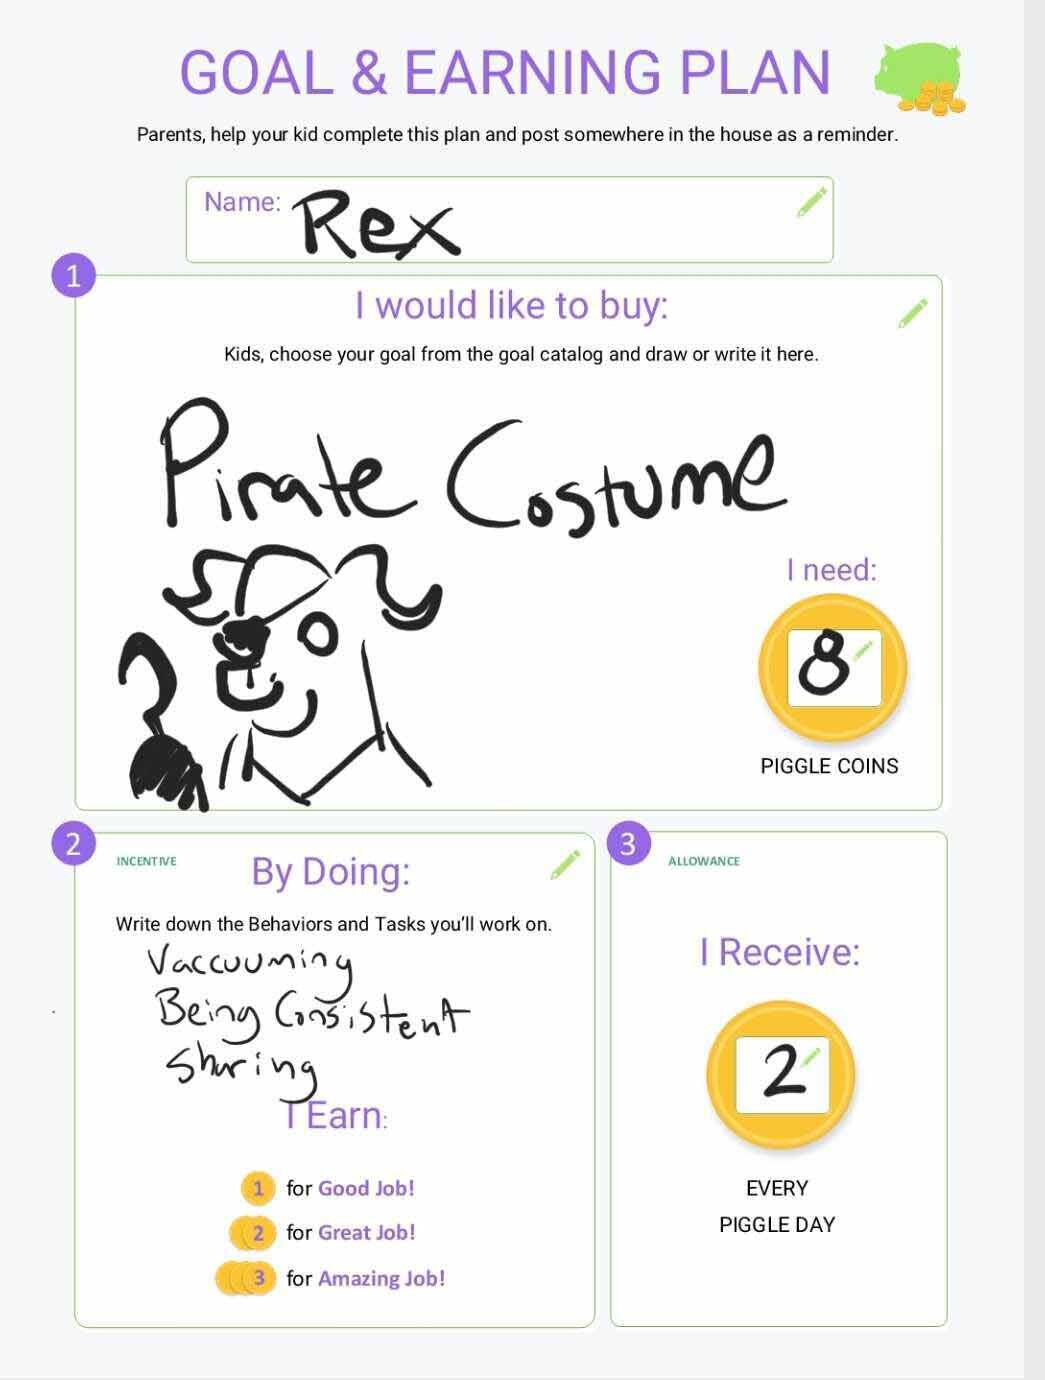 GOAL & EARNING PLAN
Parents, help your kid complete this plan and post somewhere in the house as a reminder.
Name: Rex
1
I would like to buy:
Kids, choose your goal from the goal catalog and draw or write it here.
Pirate Costume
I need:
8
PIGGLE COINS
2
INCENTIVE
By Doing:
Write down the Behaviors and Tasks you'll work on.
Vaccuuming
Being Consistent
Sharing
I Earn:
1 for Good Job!
2 for Great Job!
3 for Amazing Job!
3
ALLOWANCE
I Receive:
2
EVERY
PIGGLE DAY